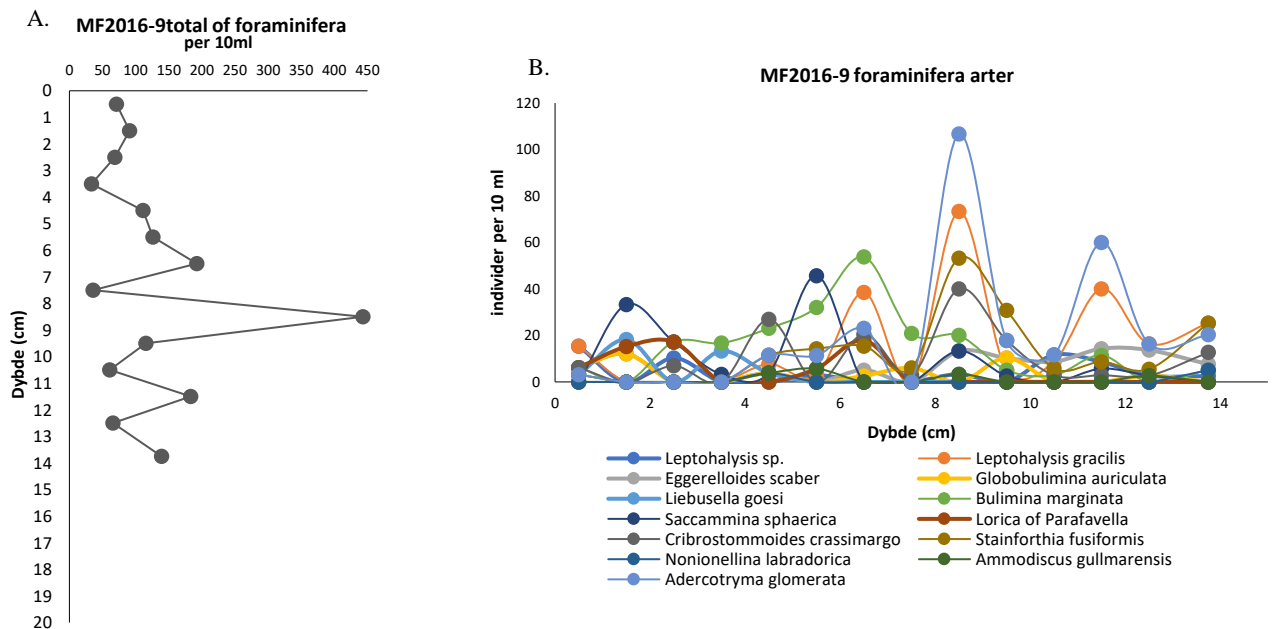 A.
MF2016-9total of foraminifera
per 10ml
0 50 100 150 200 250 300 350 400 450
Dybde (cm)
0
1
2
3
4
5
6
7
8
9
10
11
12
13
14
15
16
17
18
19
20
B.
MF2016-9 foraminifera arter
individer per 10 ml
120
100
80
60
40
20
0
0 2 4 6 8 10 12 14
Dybde (cm)
Leptohalysis sp. Leptohalysis gracilis
Eggerelloides scaber Globobulimina auriculata
Liebusella goesi Bulimina marginata
Saccammina sphaerica Lorica of Parafavella
Cribrostommoides crassimargo Stainforthia fusiformis
Nonionellina labradorica Ammodiscus gullmarensis
Adercotryma glomerata